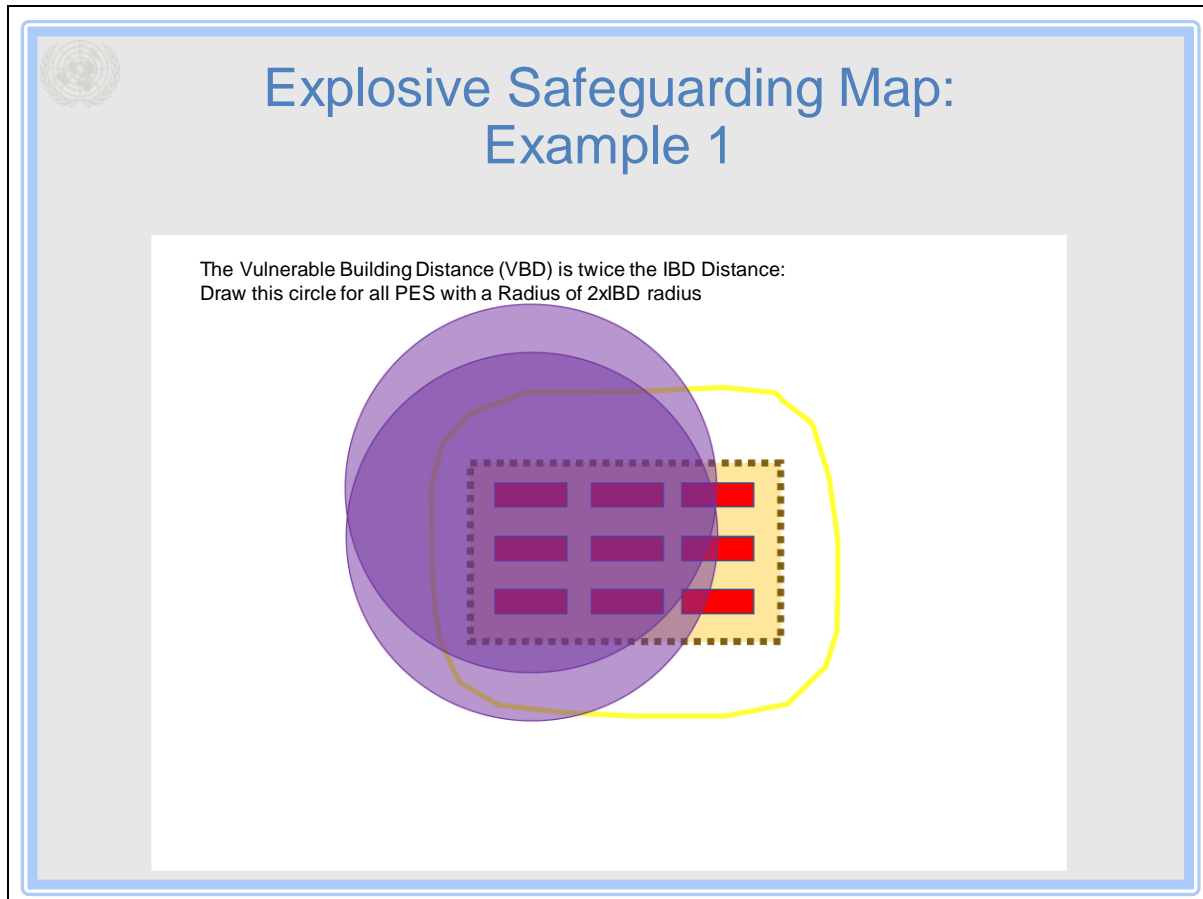 Explosive Safeguarding Map:
Example 1
The Vulnerable Building Distance (VBD) is twice the IBD Distance:
Draw this circle for all PES with a Radius of 2xIBD radius